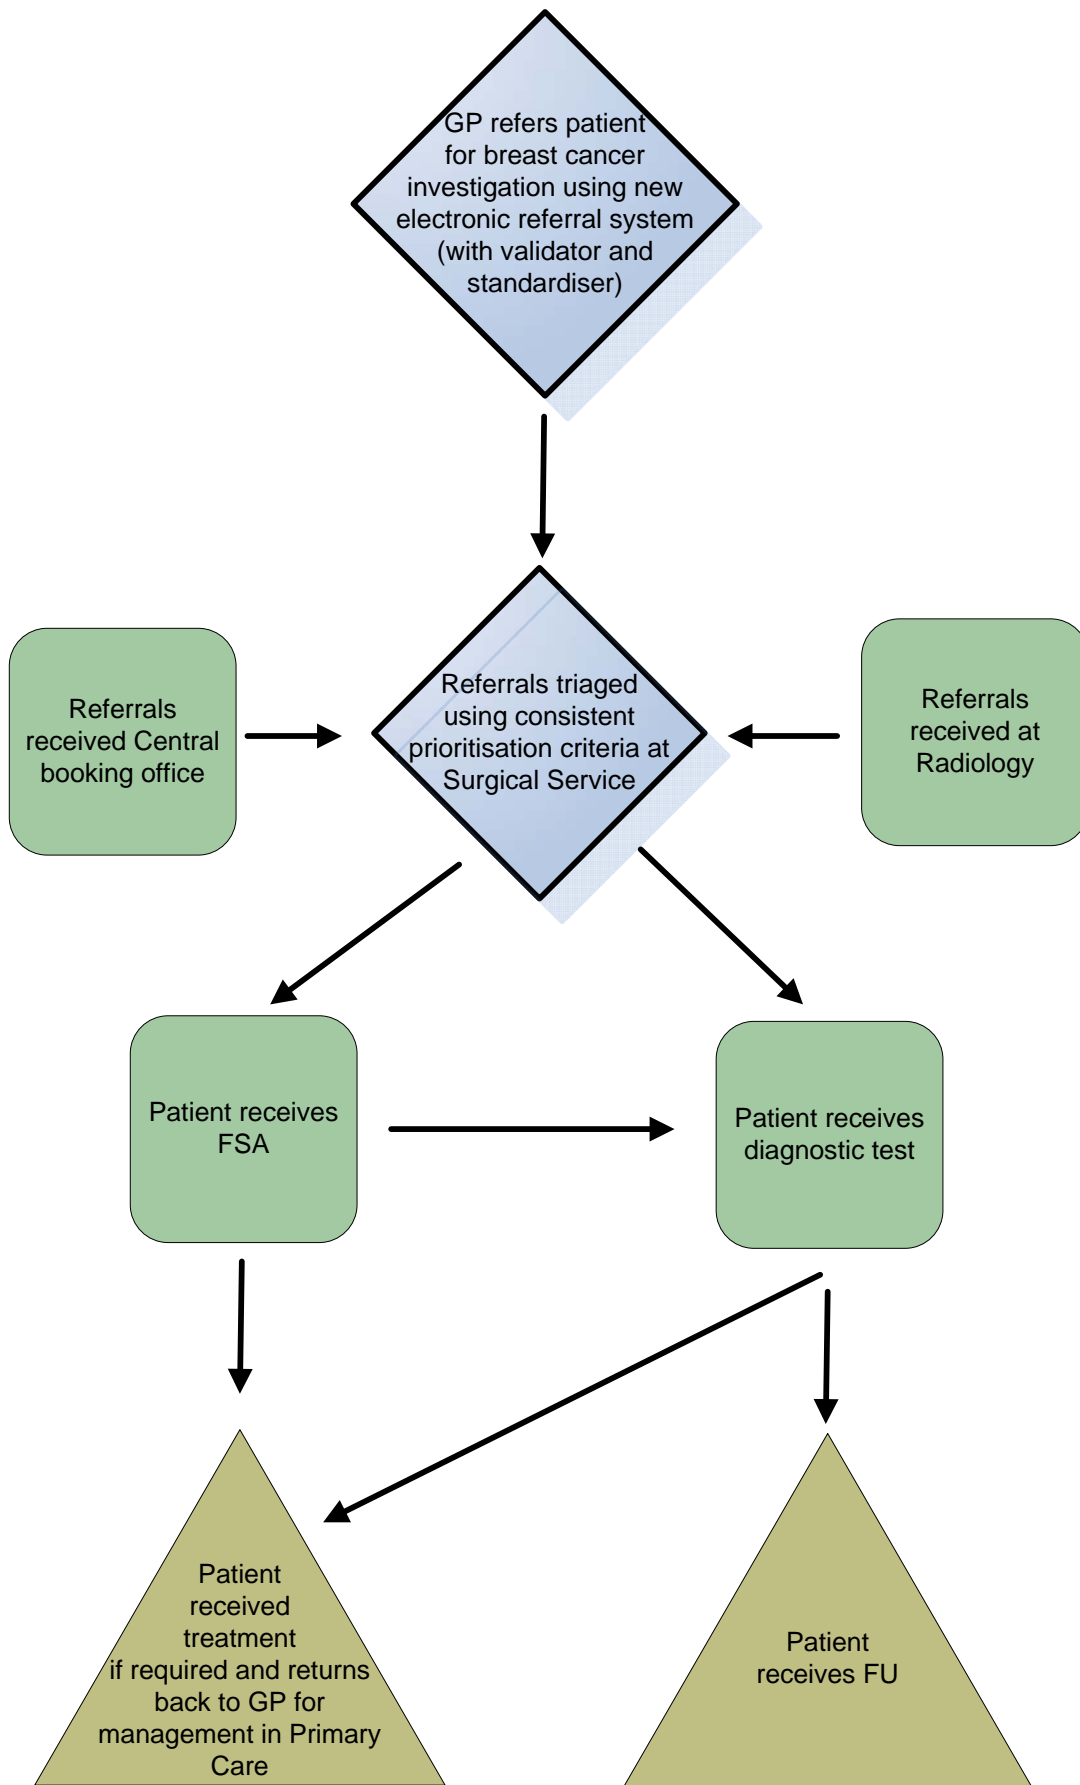 GP refers patient
for breast cancer
investigation using new
electronic referral system
(with validator and
standardiser)
Referrals
received Central
booking office
Referrals triaged
using consistent
prioritisation criteria at
Surgical Service
Referrals
received at
Radiology
Patient receives
FSA
Patient receives
diagnostic test
Patient
received
treatment
if required and returns
back to GP for
management in Primary
Care
Patient
receives FU